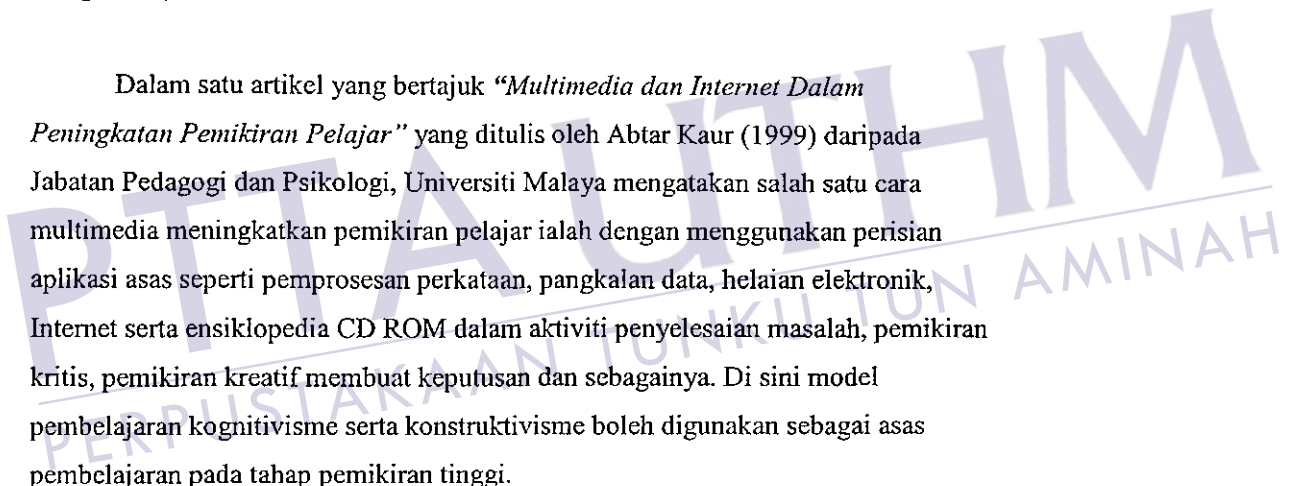 Dalam satu artikel yang bertajuk “Multimedia dan Internet Dalam
Peningkatan Pemikiran Pelajar” yang ditulis oleh Abtar Kaur (1999) daripada
Jabatan Pedagogi dan Psikologi, Universiti Malaya mengatakan salah satu cara
multimedia meningkatkan pemikiran pelajar ialah dengan menggunakan perisian
aplikasi asas seperti pemprosesan perkataan, pangkalan data, helaian elektronik,
Internet serta ensiklopedia CD ROM dalam aktiviti penyelesaian masalah, pemikiran
kritis, pemikiran kreatif membuat keputusan dan sebagainya. Di sini model
pembelajaran kognitivisme serta konstruktivisme boleh digunakan sebagai asas
pembelajaran pada tahap pemikiran tinggi.
PTTA UTHM
PERPUSTAKAAN TUNKU TUN AMINAH